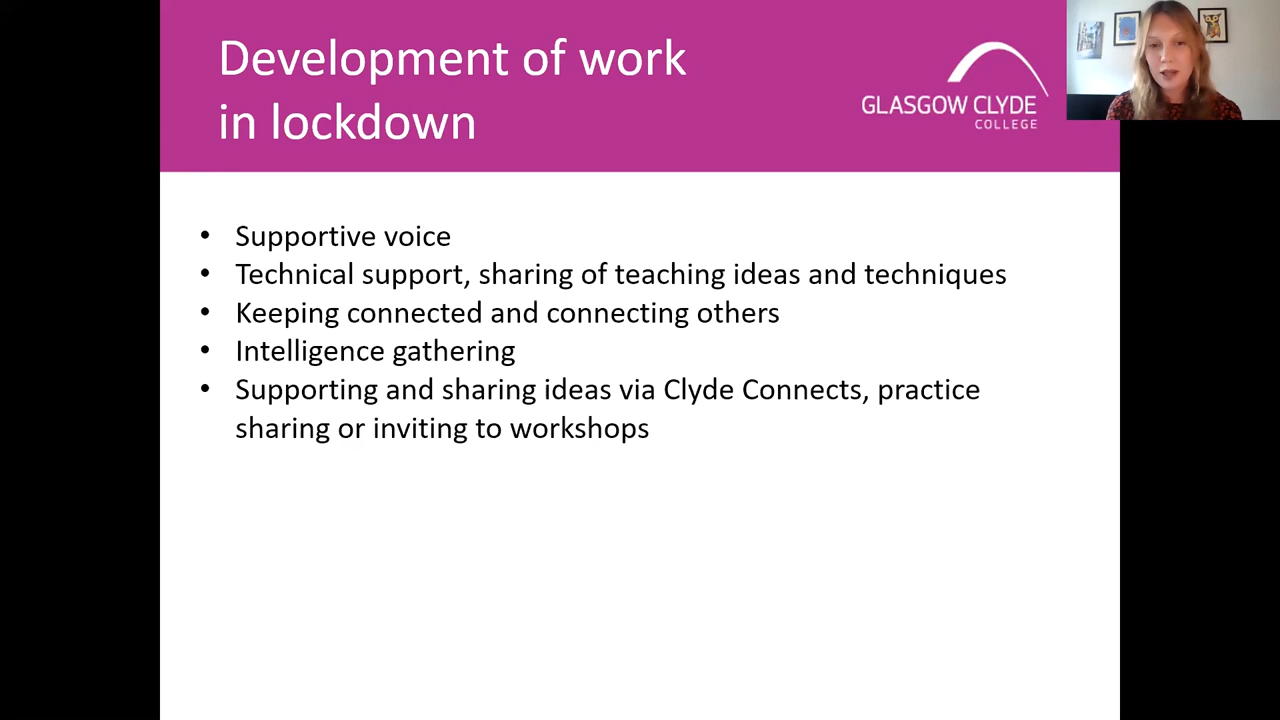 Development of work
in lockdown
GLASGOW CLYDE
COLLEGE
• Supportive voice
• Technical support, sharing of teaching ideas and techniques
• Keeping connected and connecting others
• Intelligence gathering
• Supporting and sharing ideas via Clyde Connects, practice
sharing or inviting to workshops